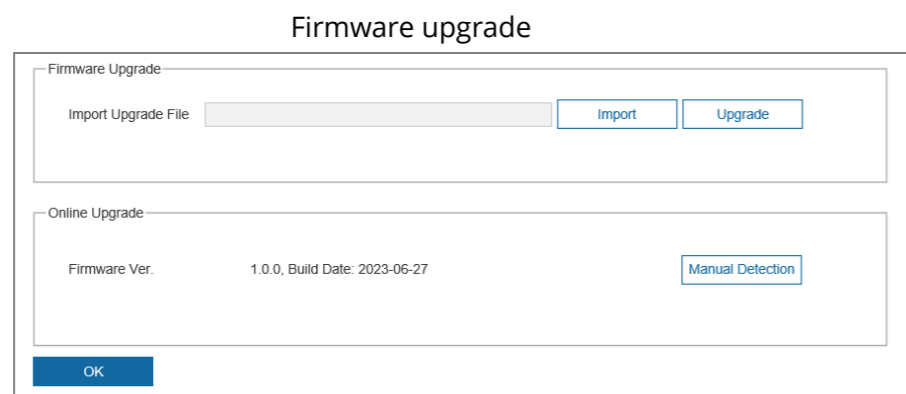 Firmware upgrade
Firmware Upgrade
Import Upgrade File Import Upgrade
Online Upgrade
Firmware Ver. 1.0.0, Build Date: 2023-06-27 Manual Detection
OK